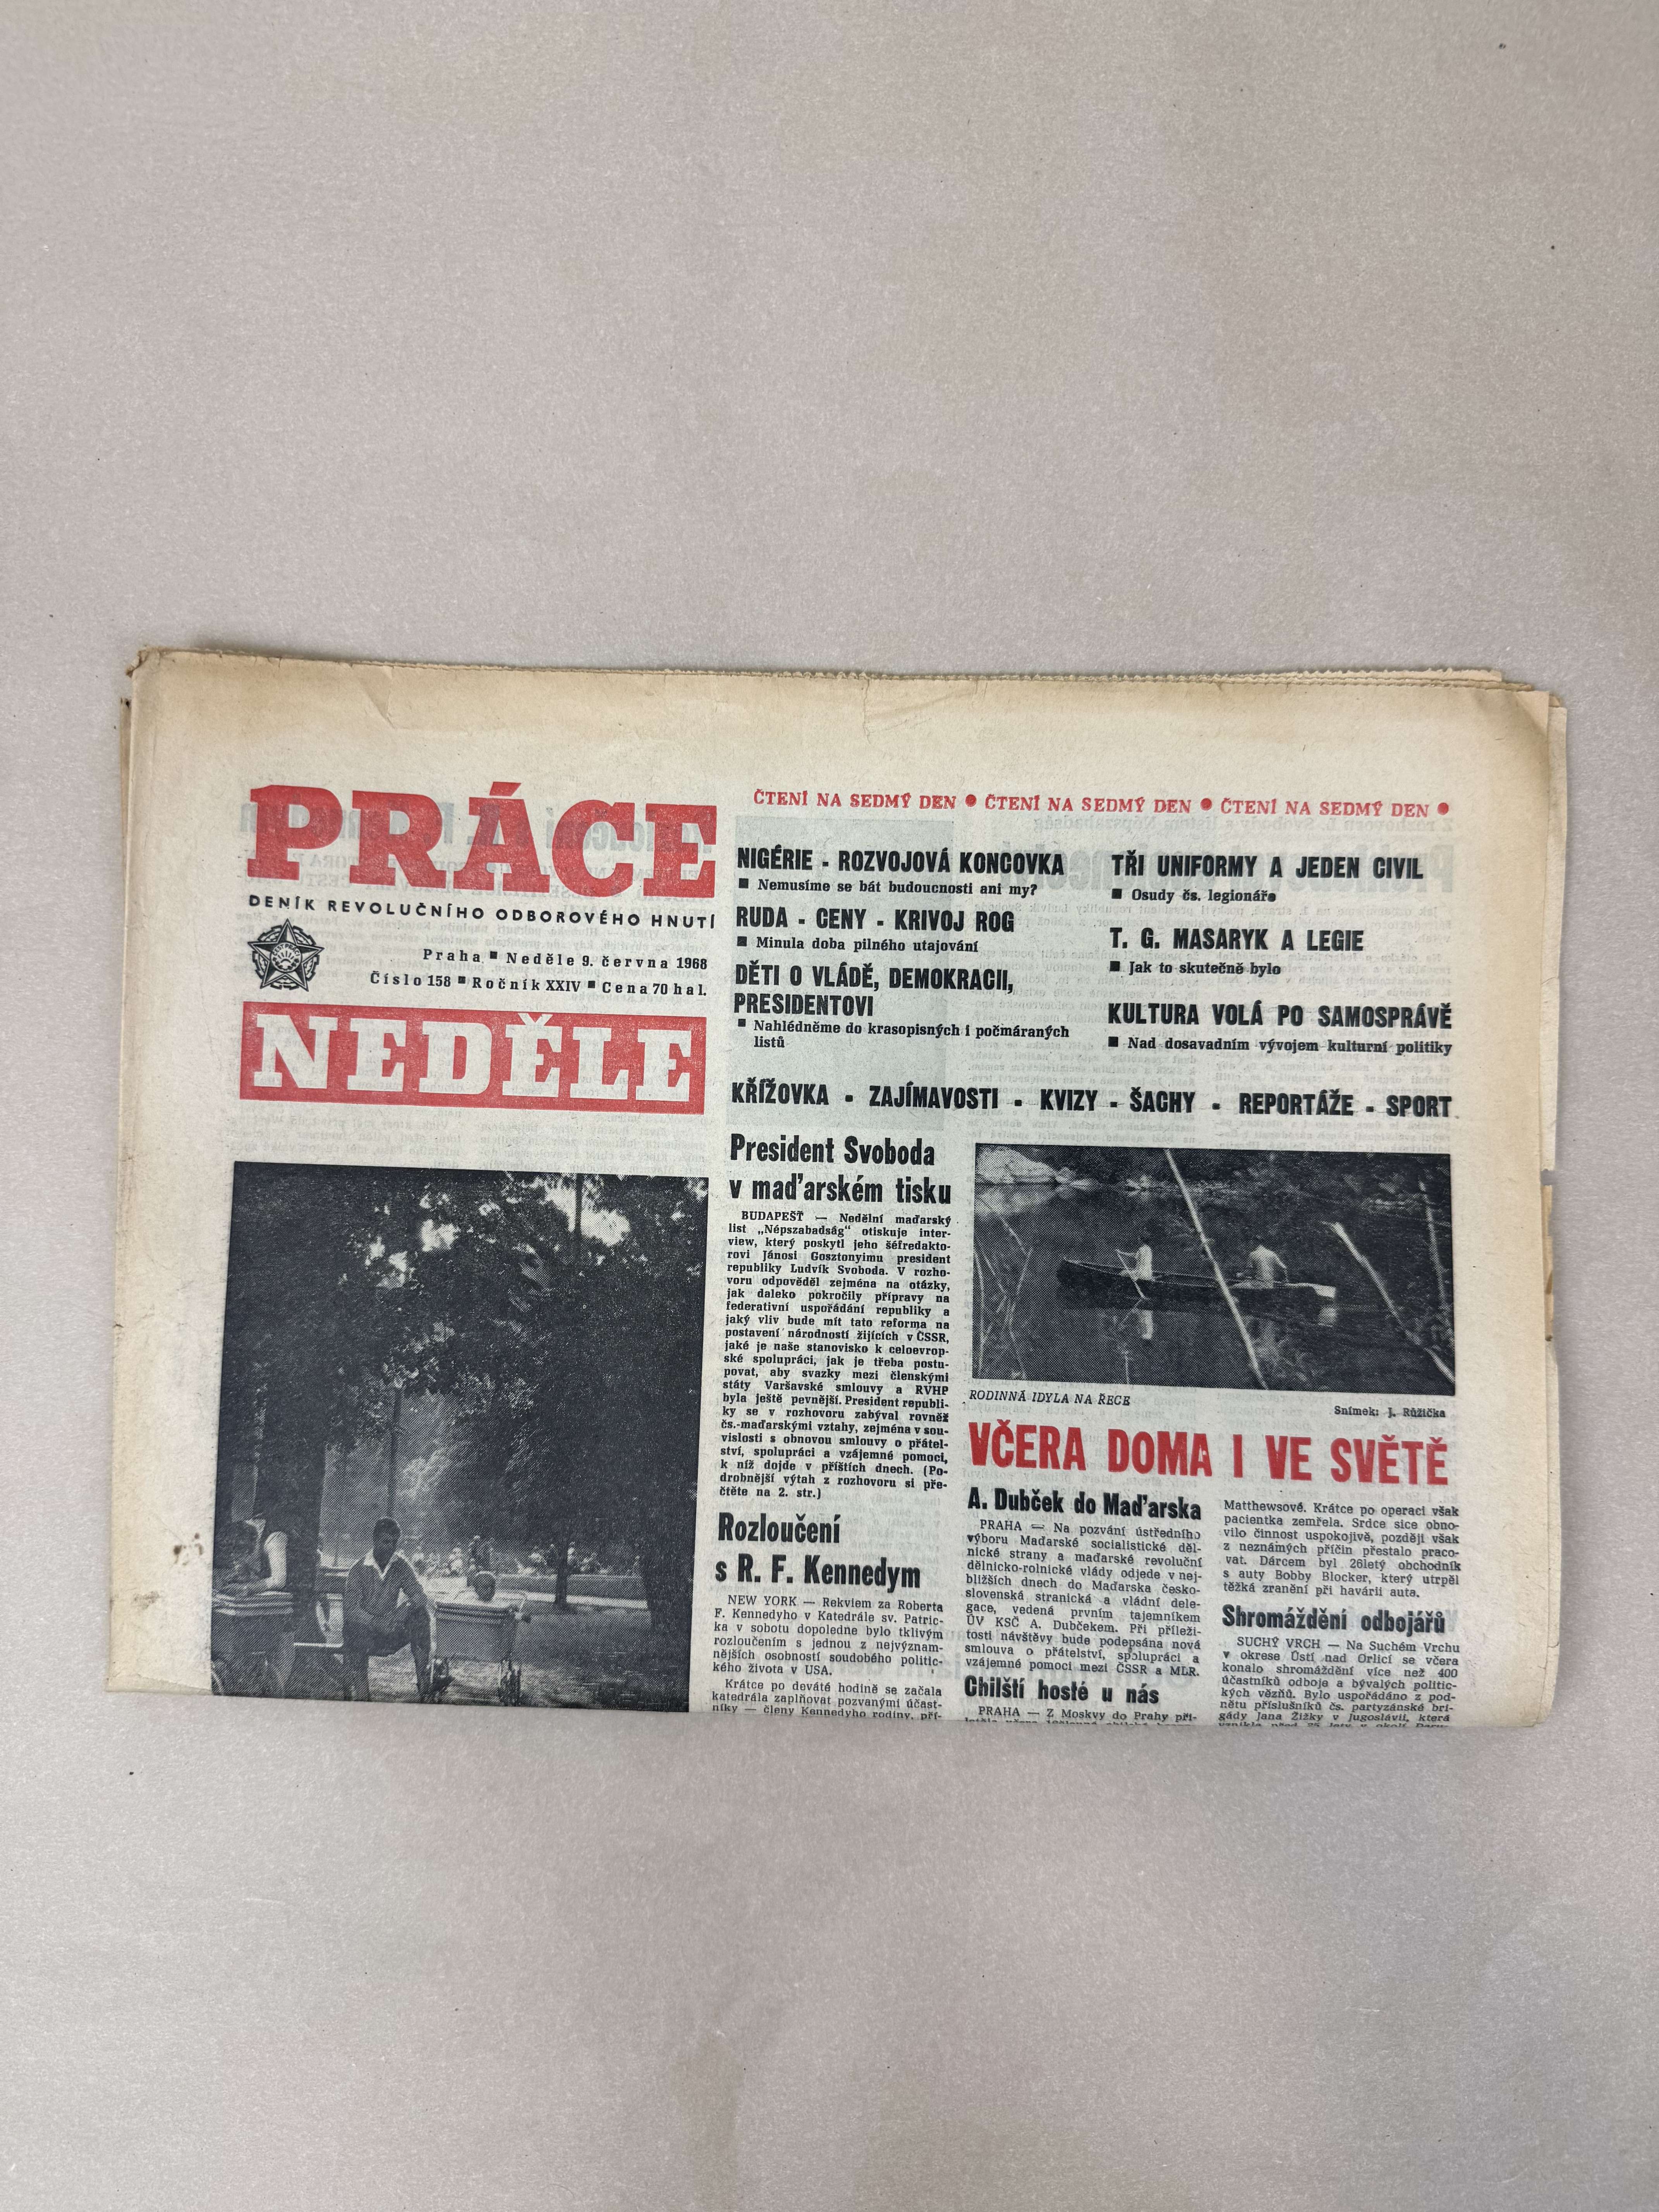 PRÁCE
DENÍK REVOLUČNÍHO ODBOROVÉHO HNUTÍ
Praha ■ Neděle 9. června 1968
Číslo 158 ■ Ročník XXIV ■ Cena 70 hal.
NEDĚLE
ČTENÍ NA SEDMÝ DEN ● ČTENÍ NA SEDMÝ DEN ● ČTENÍ NA SEDMÝ DEN ●
NIGÉRIE - ROZVOJOVÁ KONCOVKA
■ Nemusíme se bát budoucnosti ani my?
RUDA - CENY - KRIVOJ ROG
■ Minula doba pilného utajování
DĚTI O VLÁDĚ, DEMOKRACII,
PRESIDENTOVI
■ Nahlédněme do krasopisných i počmáraných
listů
TŘI UNIFORMY A JEDEN CIVIL
■ Osudy čs. legionáře
T. G. MASARYK A LEGIE
■ Jak to skutečně bylo
KULTURA VOLÁ PO SAMOSPRÁVĚ
■ Nad dosavadním vývojem kulturní politiky
KŘÍŽOVKA - ZAJÍMAVOSTI - KVIZY - ŠACHY - REPORTÁŽE - SPORT
President Svoboda
v maďarském tisku
BUDAPEŠŤ — Nedělní maďarský
list „Népszabadság“ otiskuje inter-
view, který poskytl jeho šéfredakto-
rovi Jánosi Gosztonyimu president
republiky Ludvík Svoboda. V rozho-
voru odpověděl zejména na otázky,
jak daleko pokročily přípravy na
federativní uspořádání republiky a
jaký vliv bude mít tato reforma na
postavení národností žijících v ČSSR,
jaké je naše stanovisko k celoevrop-
ské spolupráci, jak je třeba postu-
povat, aby svazky mezi členskými
státy Varšavské smlouvy a RVHP
byla ještě pevnější. President republi-
ky se v rozhovoru zabýval rovněž
čs.-maďarskými vztahy, zejména v sou-
vislosti s obnovou smlouvy o přátel-
ství, spolupráci a vzájemné pomoci,
k níž dojde v příštích dnech. (Po-
drobnější výtah z rozhovoru si pře-
čtěte na 2. str.)
Rozloučení
s R. F. Kennedym
NEW YORK — Rekviem za Roberta
F. Kennedyho v Katedrále sv. Patric-
ka v sobotu dopoledne bylo tklivým
rozloučením s jednou z nejvýznam-
nějších osobností soudobého politic-
kého života v USA.
Krátce po deváté hodině se začala
katedrála zaplňovat pozvanými účast-
níky — členy Kennedyho rodiny, pří-
RODINNÁ IDYLA NA ŘECE
Snímek: J. Růžička
VČERA DOMA I VE SVĚTĚ
A. Dubček do Maďarska
PRAHA — Na pozvání ústředního
výboru Maďarské socialistické děl-
nické strany a maďarské revoluční
dělnicko-rolnické vlády odjede v nej-
bližších dnech do Maďarska česko-
slovenská stranická a vládní dele-
gace, vedená prvním tajemníkem
ÚV KSČ A. Dubčekem. Při příleži-
tosti návštěvy bude podepsána nová
smlouva o přátelství, spolupráci a
vzájemné pomoci mezi ČSSR a MLR.
Chilští hosté u nás
PRAHA — Z Moskvy do Prahy při-
Matthewsové. Krátce po operaci však
pacientka zemřela. Srdce sice obno-
vilo činnost uspokojivě, později však
z neznámých příčin přestalo praco-
vat. Dárcem byl 26letý obchodník
s auty Bobby Blocker, který utrpěl
těžká zranění při havárii auta.
Shromáždění odbojářů
SUCHÝ VRCH — Na Suchém Vrchu
v okrese Ústí nad Orlicí se včera
konalo shromáždění více než 400
účastníků odboje a bývalých politic-
kých vězňů. Bylo uspořádáno z pod-
nětu příslušníků čs. partyzánské bri-
gády Jana Žižky v Jugoslávii, která